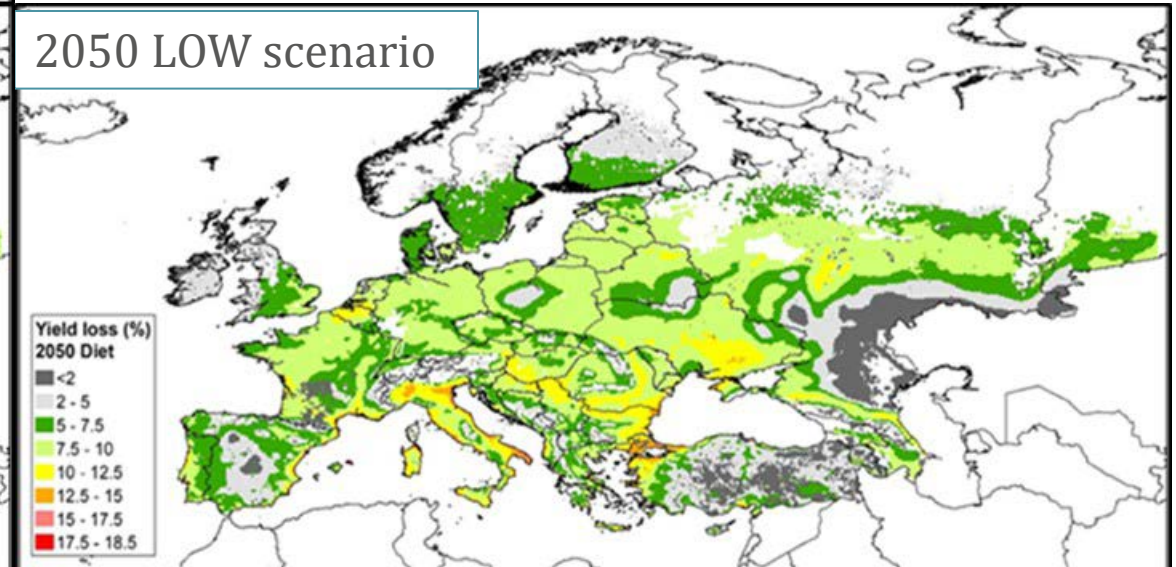 2050 LOW scenario
Yield loss (%)
2050 Diet
<2
2 - 5
5 - 7.5
7.5 - 10
10 - 12.5
12.5 - 15
15 - 17.5
17.5 - 18.5